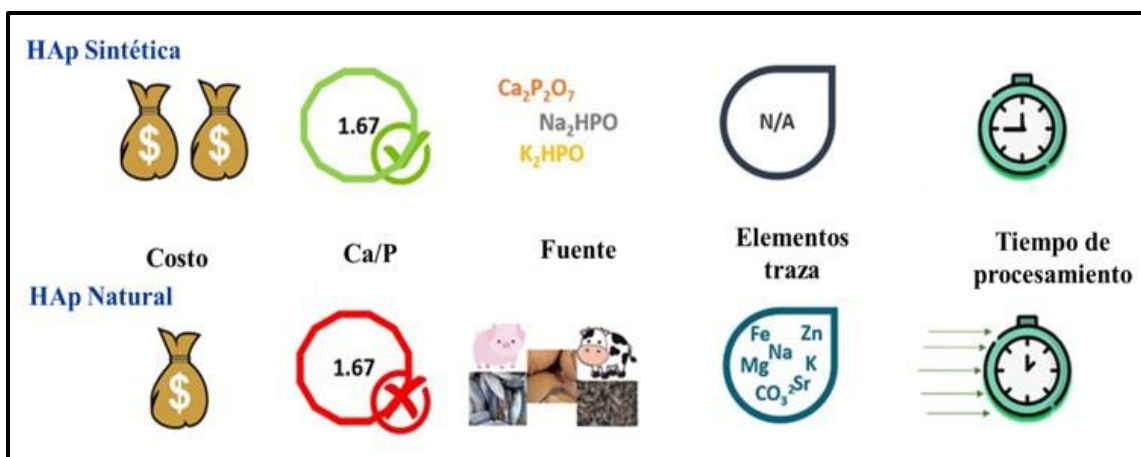 HAp Sintética
$ $
1.67
Ca₂P₂O₇
Na₂HPO
K₂HPO
N/A
Costo
Ca/P
Fuente
Elementos
traza
Tiempo de
procesamiento
HAp Natural
$
1.67
Fe Zn
Mg Na K
CO₃² Sr